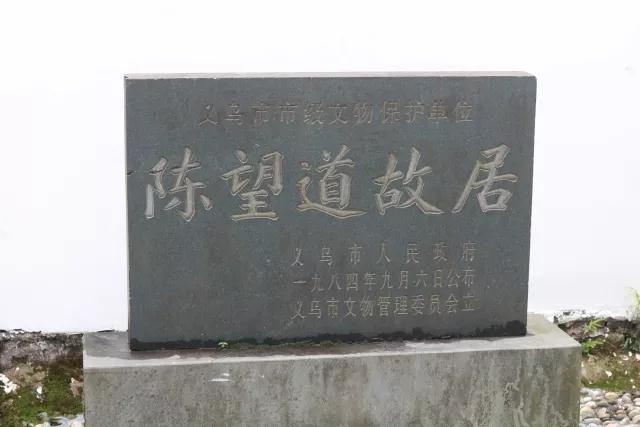 义乌市市级文物保护单位
陈望道故居
义乌市人民政府
一九八四年九月六日公布
义乌市文物管理委员会立